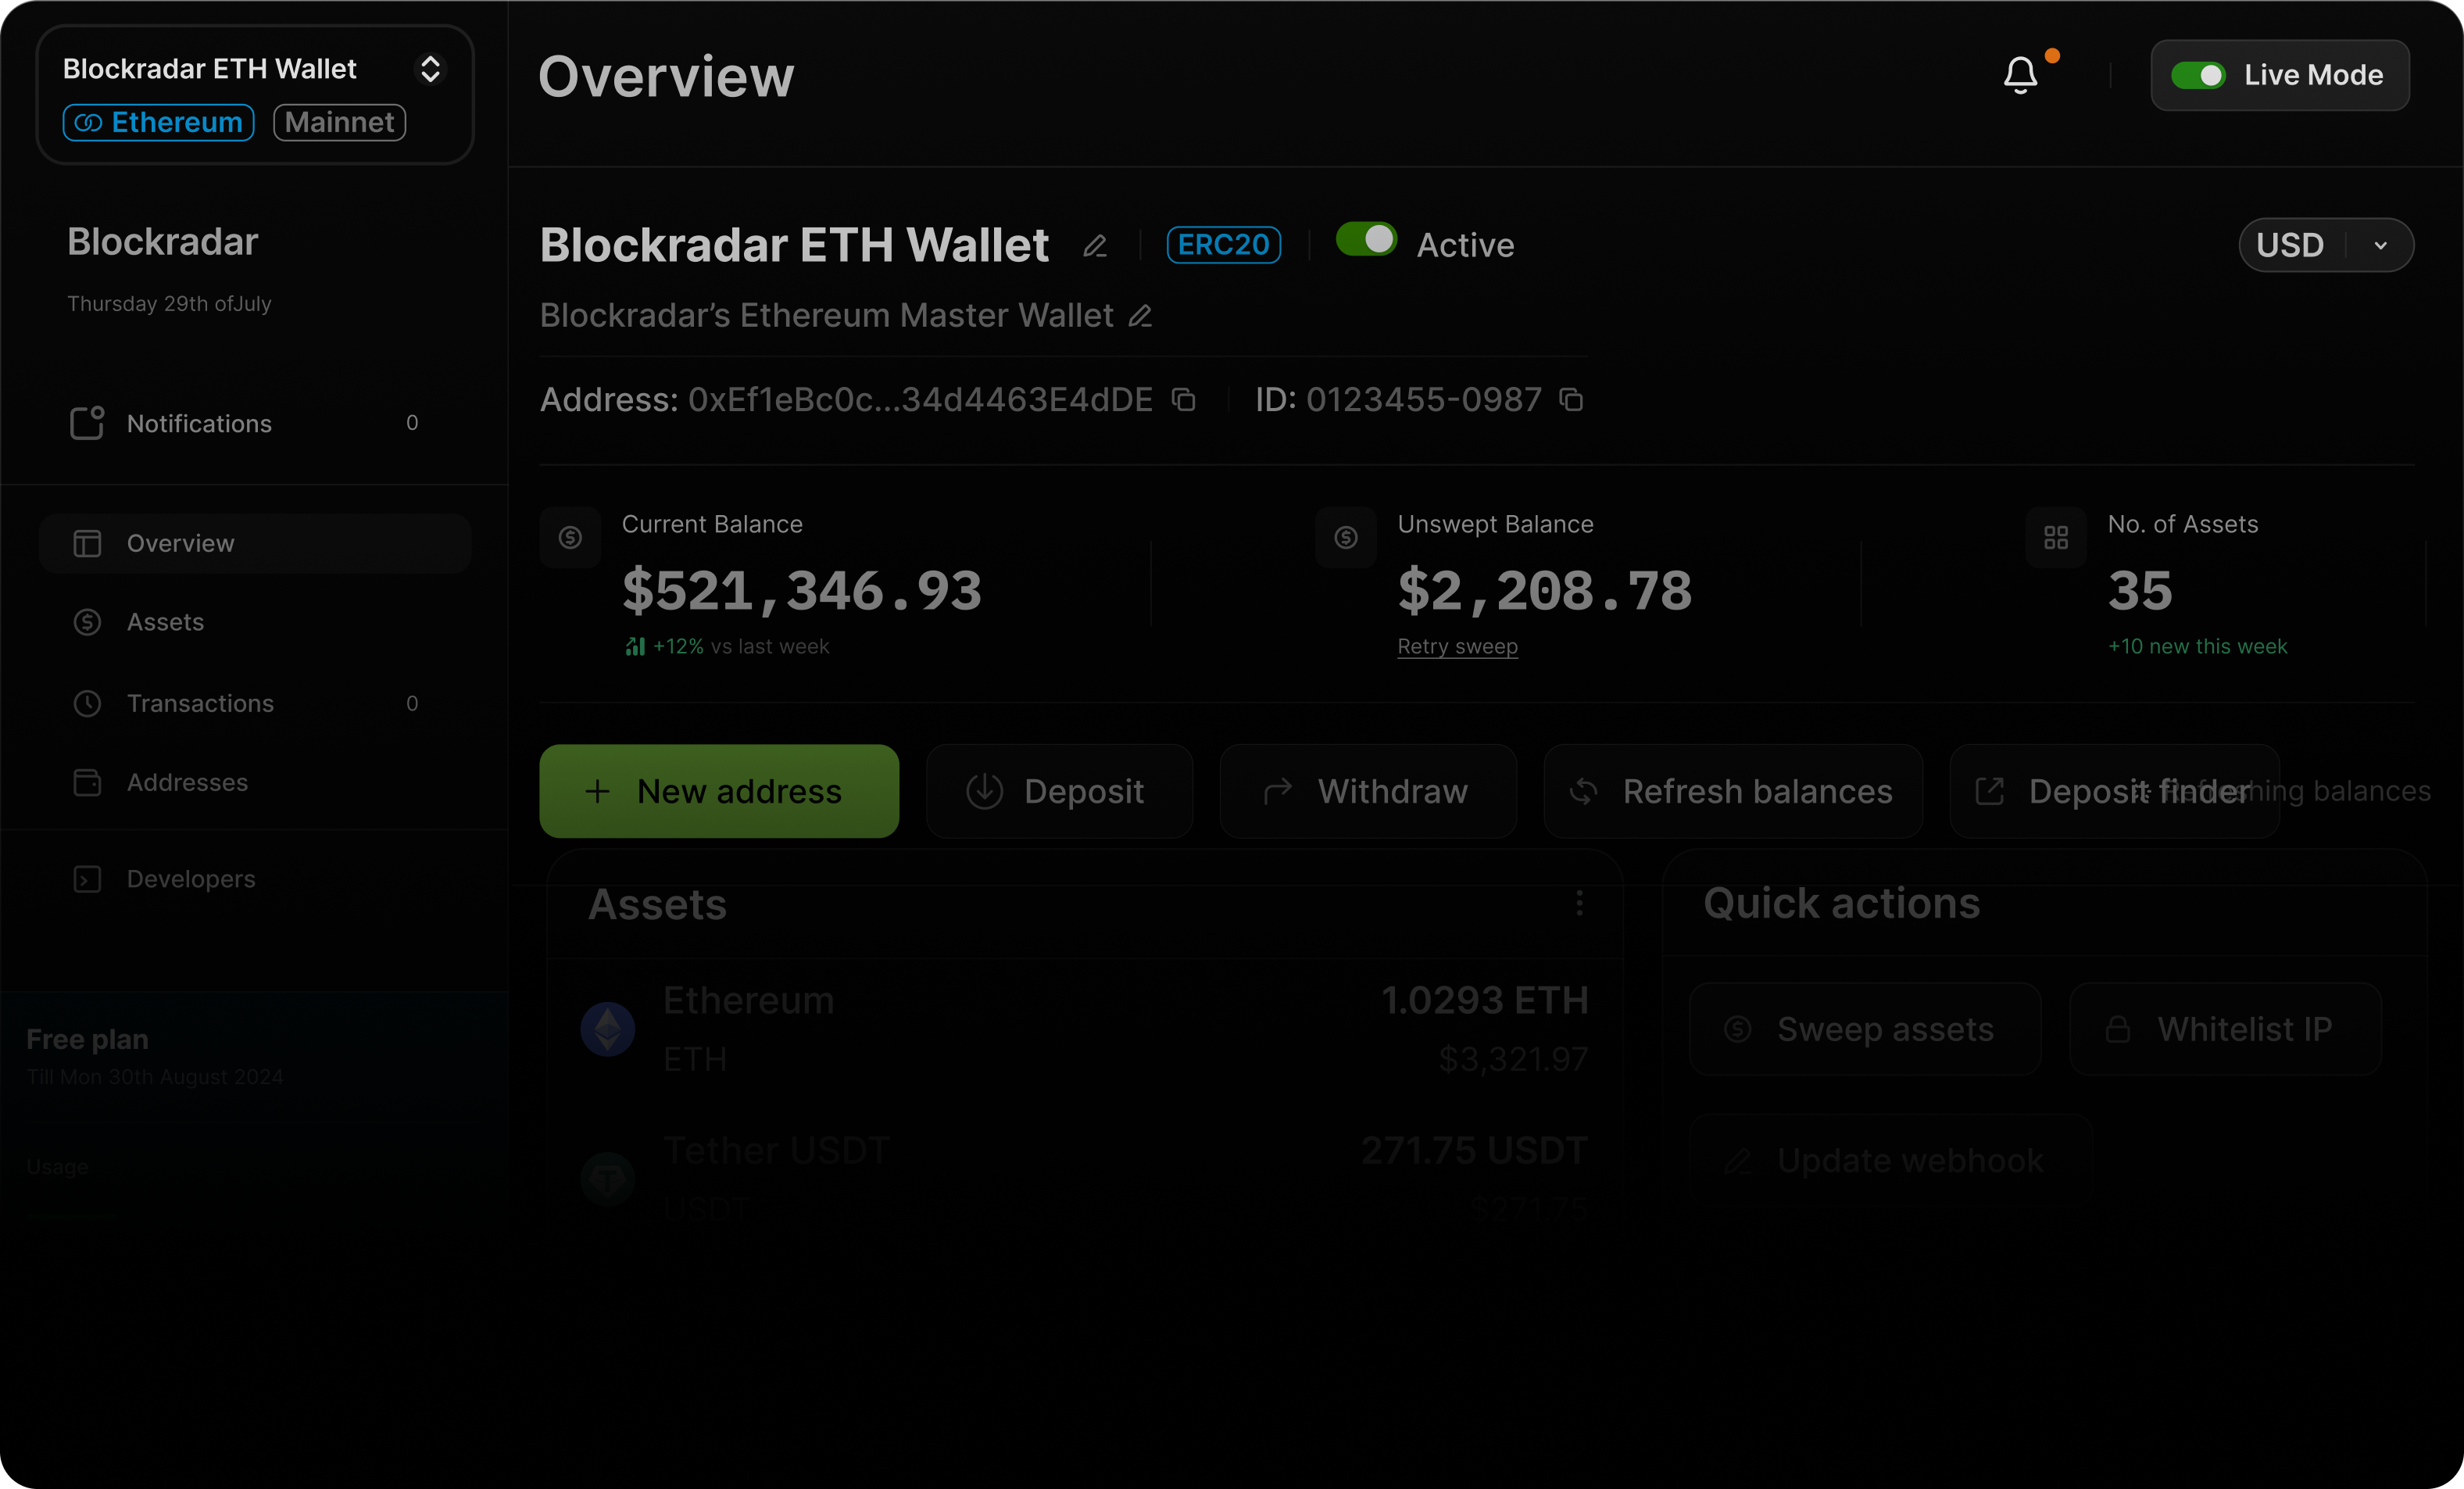 Blockradar ETH Wallet
Ethereum Mainnet
Blockradar
Thursday 29th ofJuly
Notifications 0
Overview
Assets
Transactions 0
Addresses
Developers
Free plan
Till Mon 30th August 2024
Usage
Overview
Live Mode
Blockradar ETH Wallet ERC20 Active USD
Blockradar’s Ethereum Master Wallet
Address: 0xEf1eBc0c...34d4463E4dDE ID: 0123455-0987
Current Balance
$521,346.93
+12% vs last week
Unswept Balance
$2,208.78
Retry sweep
No. of Assets
35
+10 new this week
New address Deposit Withdraw Refresh balances Deposit finder Refreshing balances
Assets
Ethereum 1.0293 ETH
ETH $3,321.97
Tether USDT 271.75 USDT
USDT $271.75
Quick actions
Sweep assets Whitelist IP
Update webhook